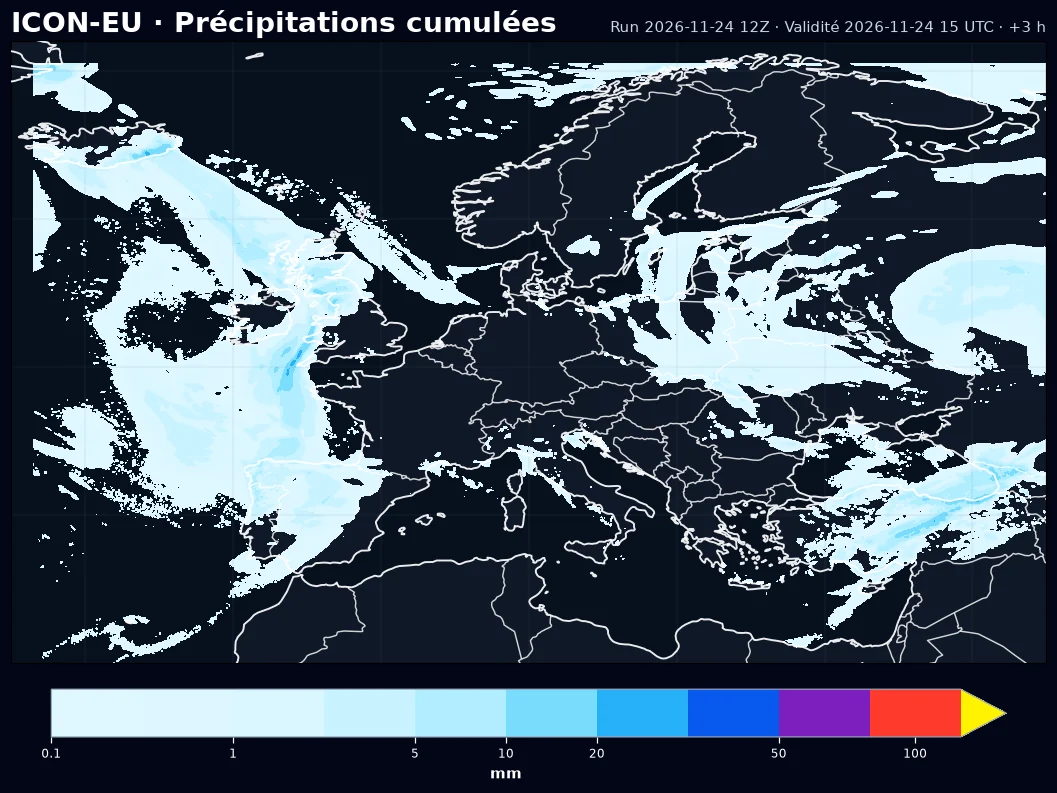 ICON-EU · Précipitations cumulées
Run 2026-11-24 12Z · Validité 2026-11-24 15 UTC · +3 h
0.1 1 5 10 20 50 100
mm